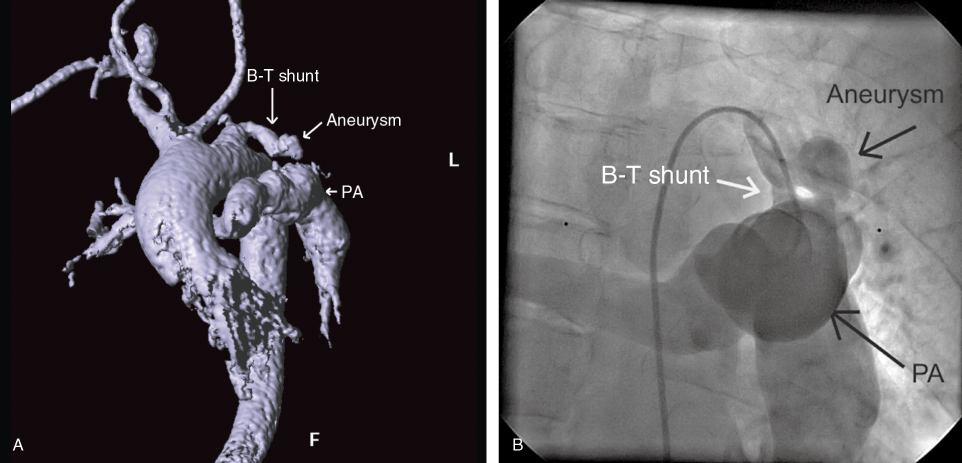 B-T shunt
Aneurysm
L
PA
F
A
Aneurysm
B-T shunt
PA
B